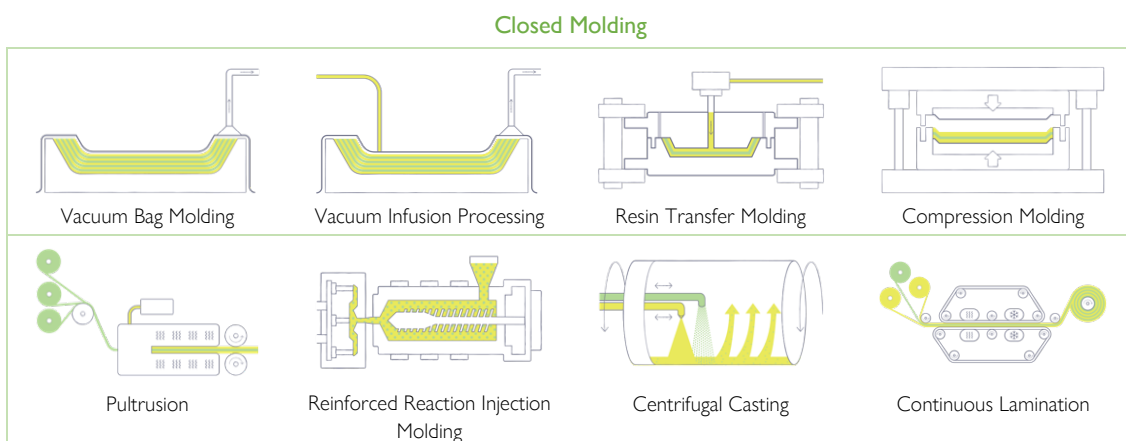 Closed Molding
Vacuum Bag Molding
Vacuum Infusion Processing
Resin Transfer Molding
Compression Molding
Pultrusion
Reinforced Reaction Injection
Molding
Centrifugal Casting
Continuous Lamination